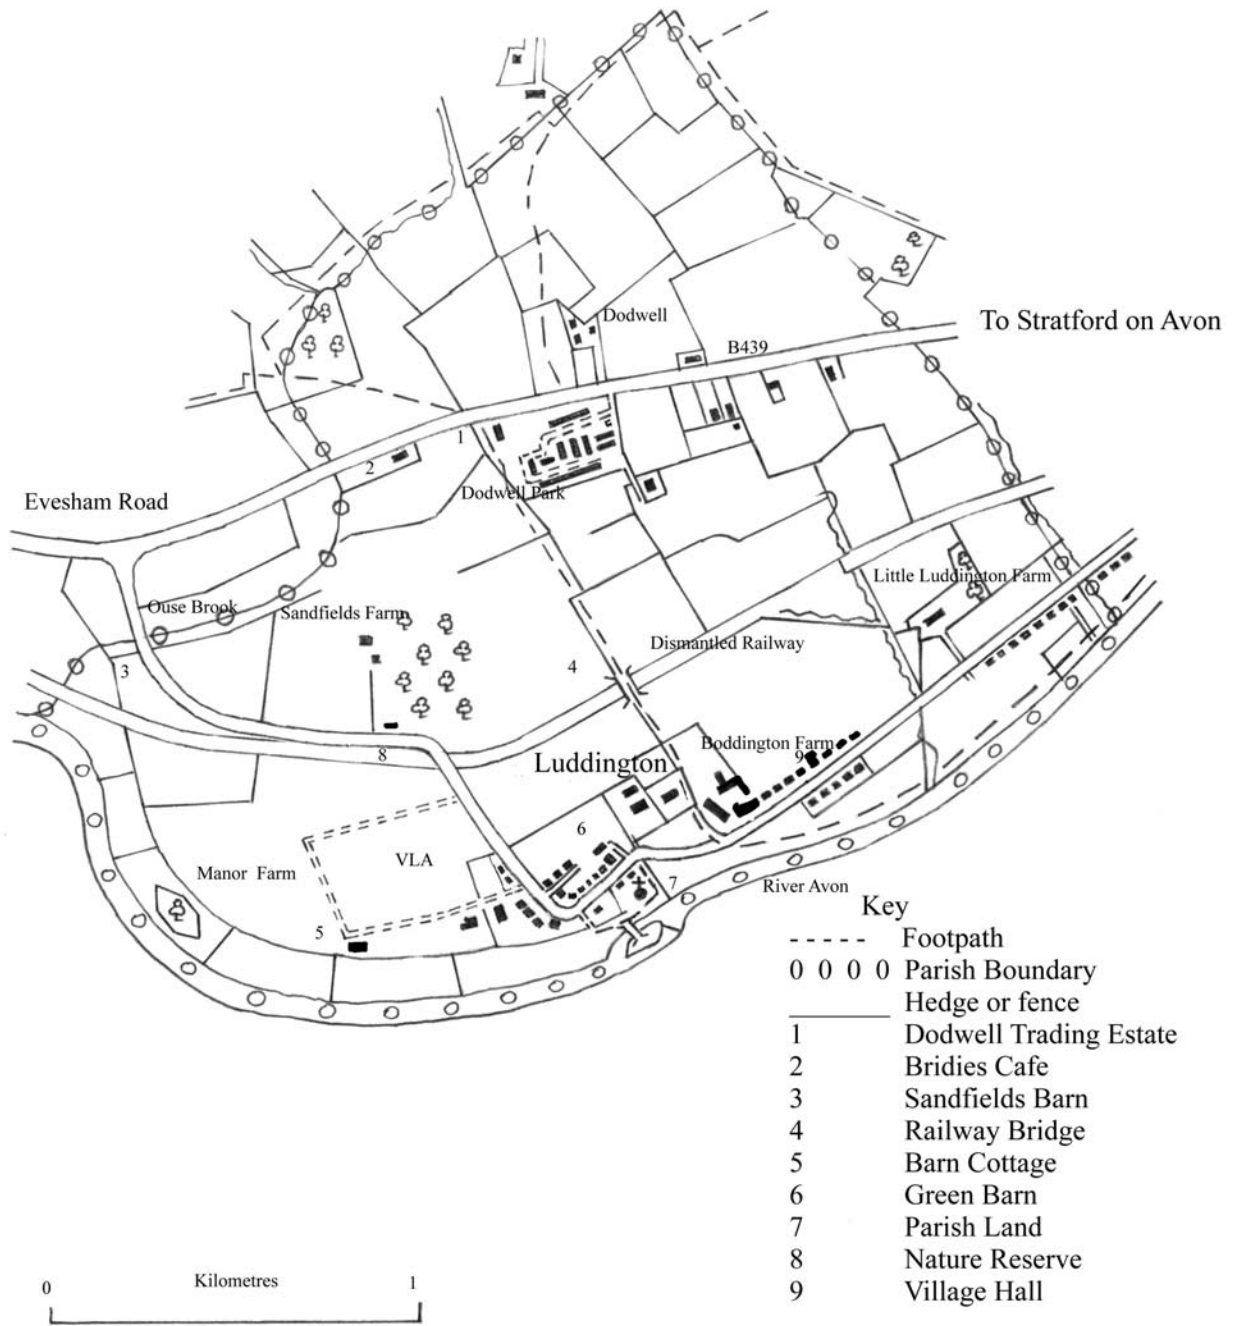 Dodwell
To Stratford on Avon
B439
1
2
Evesham Road
Dodwell Park
Little Luddington Farm
Ouse Brook
Sandfields Farm
Dismantled Railway
3
4
8
Boddington Farm
9
Luddington
6
VLA
Manor Farm
7
River Avon
5
Key
- - - - - Footpath
0 0 0 0 Parish Boundary
Hedge or fence
1 Dodwell Trading Estate
2 Bridies Cafe
3 Sandfields Barn
4 Railway Bridge
5 Barn Cottage
6 Green Barn
7 Parish Land
8 Nature Reserve
9 Village Hall
0 Kilometres 1